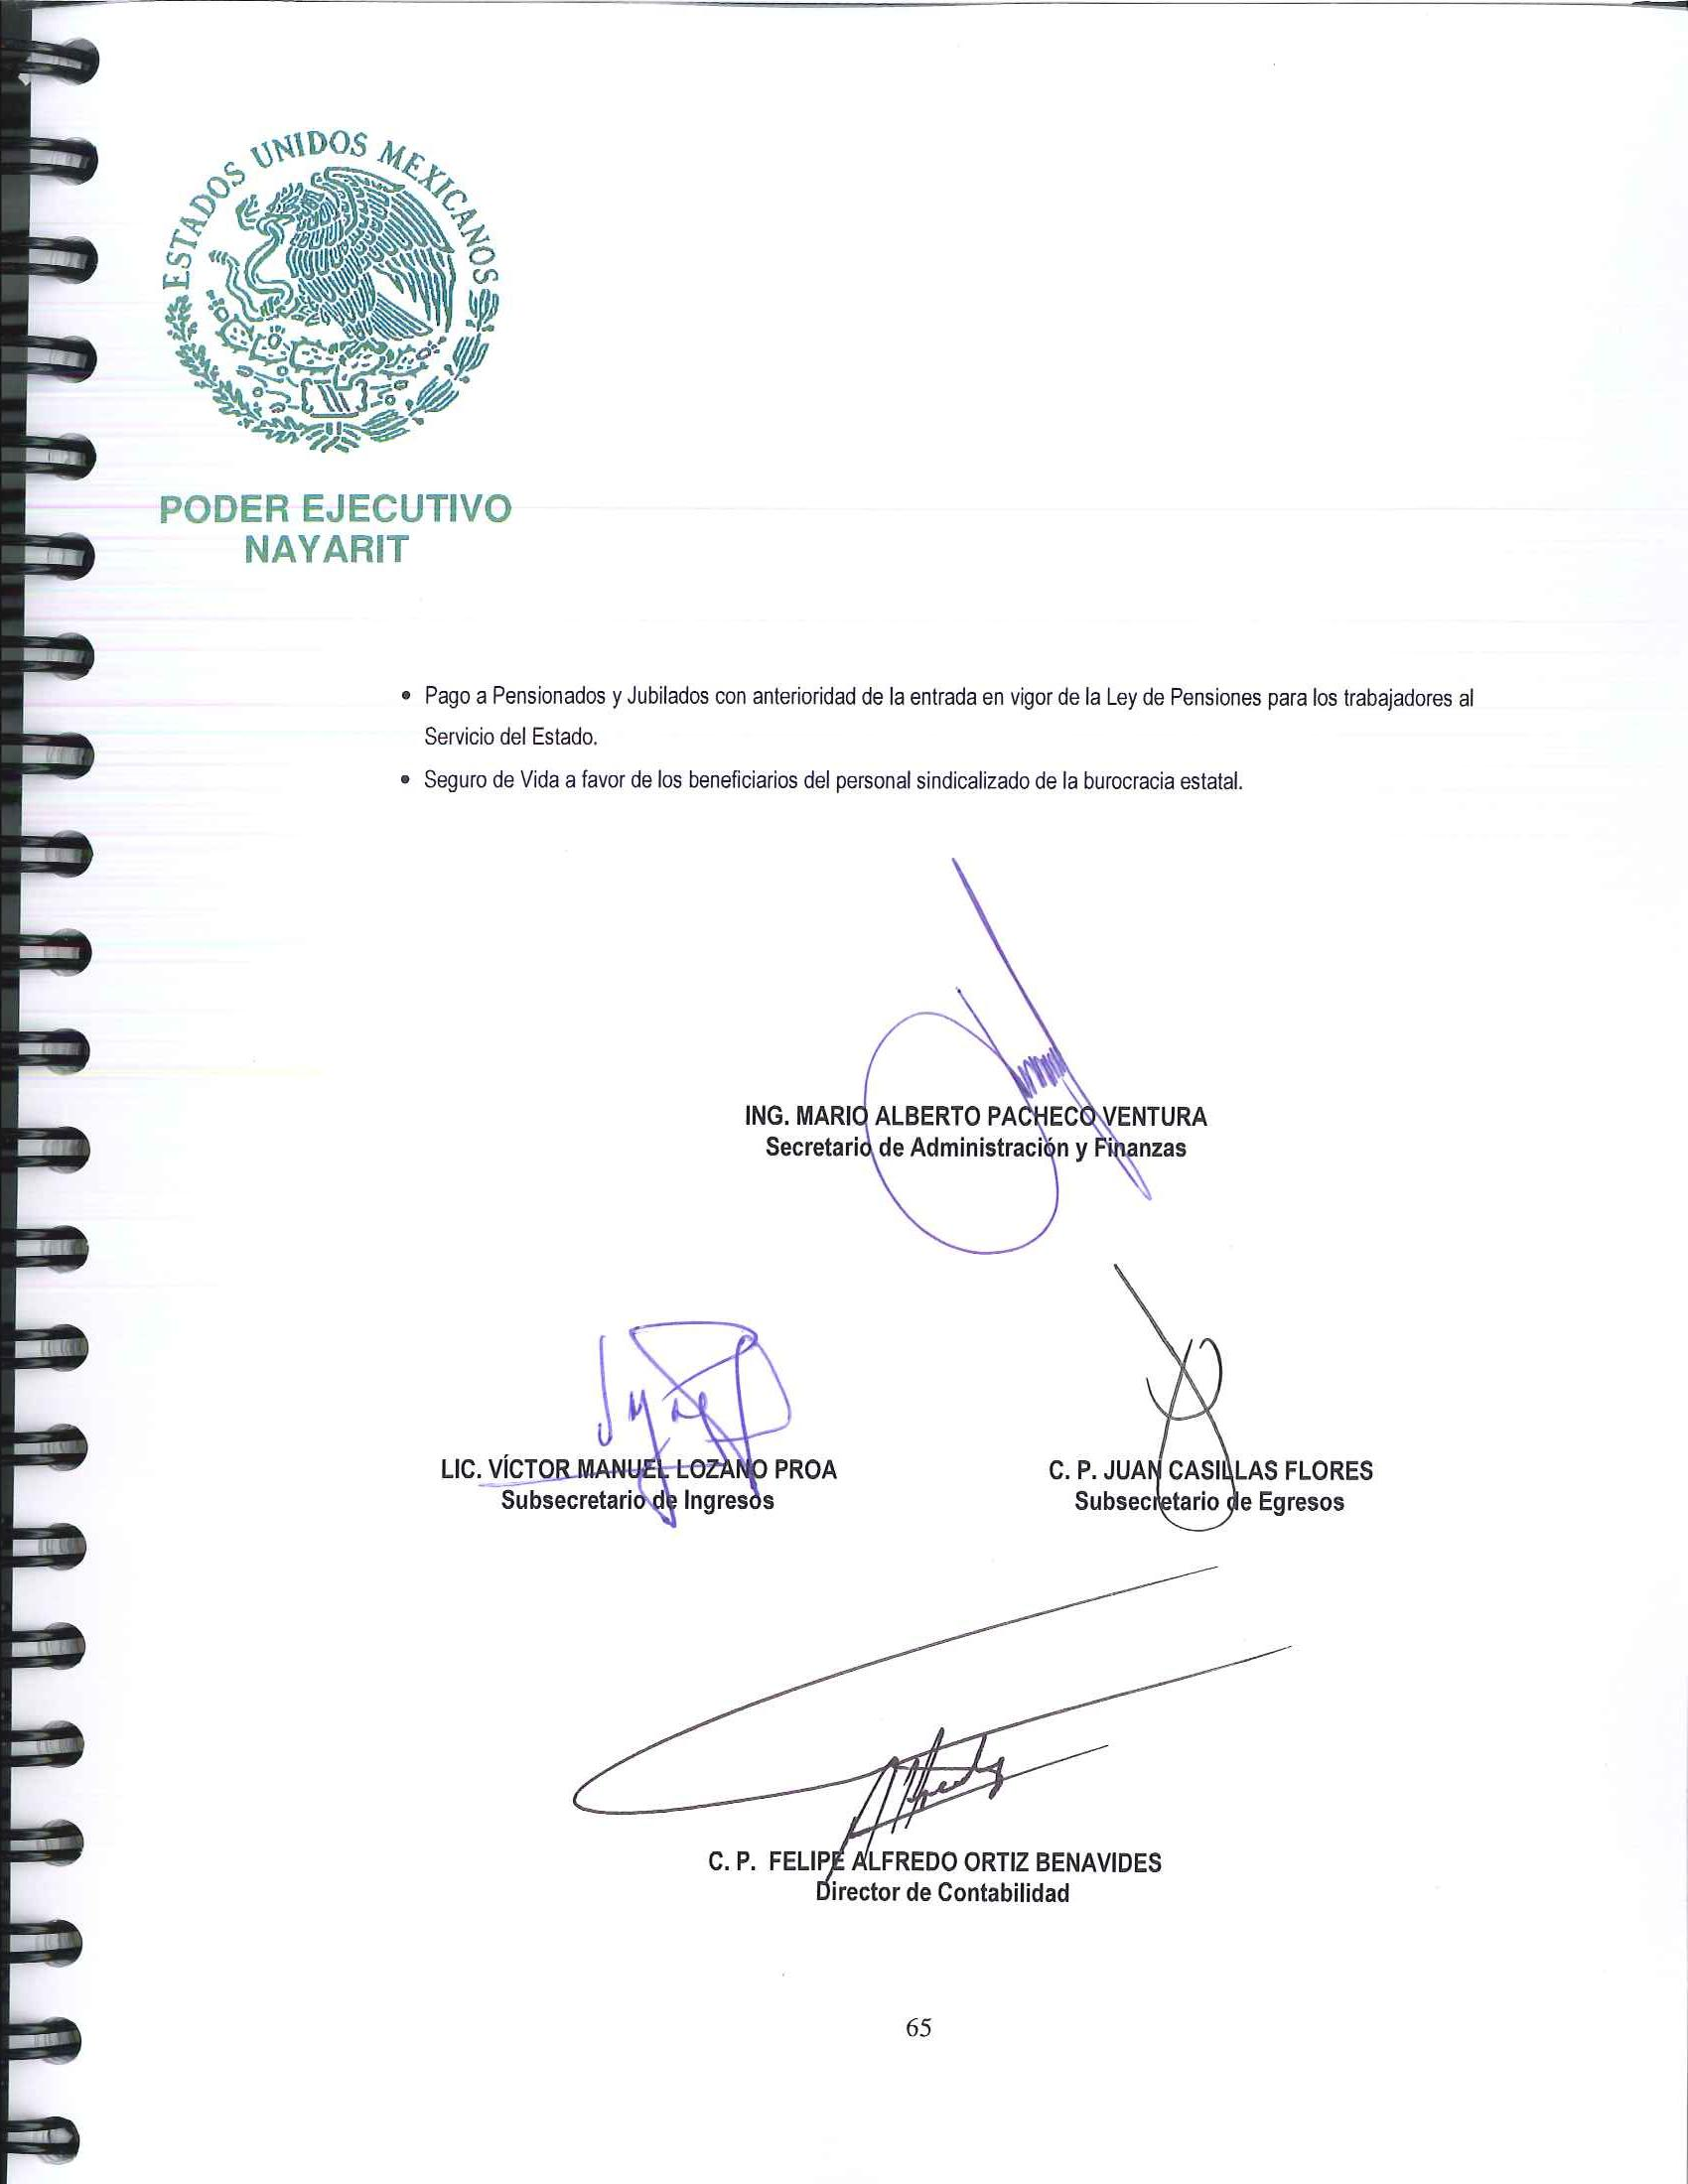 ESTADOS UNIDOS MEXICANOS
PODER EJECUTIVO
NAYARIT
• Pago a Pensionados y Jubilados con anterioridad de la entrada en vigor de la Ley de Pensiones para los trabajadores al
Servicio del Estado.
• Seguro de Vida a favor de los beneficiarios del personal sindicalizado de la burocracia estatal.
ING. MARIO ALBERTO PACHECO VENTURA
Secretario de Administración y Finanzas
LIC. VÍCTOR MANUEL LOZANO PROA
Subsecretario de Ingresos
C. P. JUAN CASILLAS FLORES
Subsecretario de Egresos
C. P. FELIPE ALFREDO ORTIZ BENAVIDES
Director de Contabilidad
65